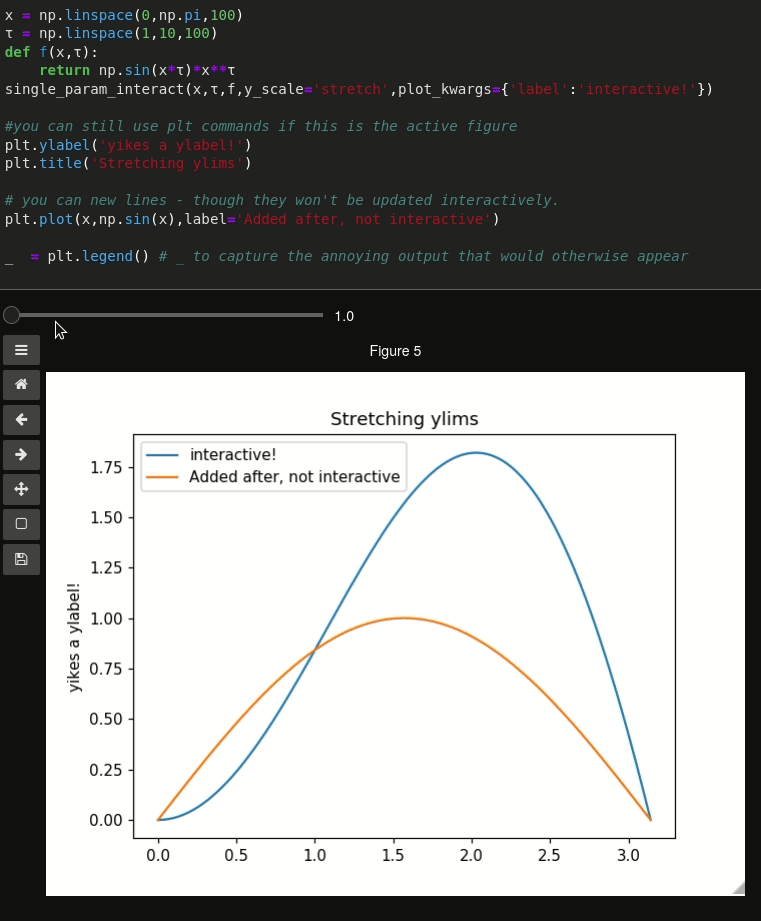 x = np.linspace(0,np.pi,100)
τ = np.linspace(1,10,100)
def f(x,τ):
    return np.sin(x*τ)*x**τ
single_param_interact(x,τ,f,y_scale='stretch',plot_kwargs={'label':'interactive!'})
#you can still use plt commands if this is the active figure
plt.ylabel('yikes a ylabel!')
plt.title('Stretching ylims')
# you can new lines - though they won't be updated interactively.
plt.plot(x,np.sin(x),label='Added after, not interactive')
_  = plt.legend() # _ to capture the annoying output that would otherwise appear
1.0
Figure 5
Stretching ylims
interactive!
Added after, not interactive
1.75
1.50
1.25
1.00
0.75
0.50
0.25
0.00
yikes a ylabel!
0.0 0.5 1.0 1.5 2.0 2.5 3.0